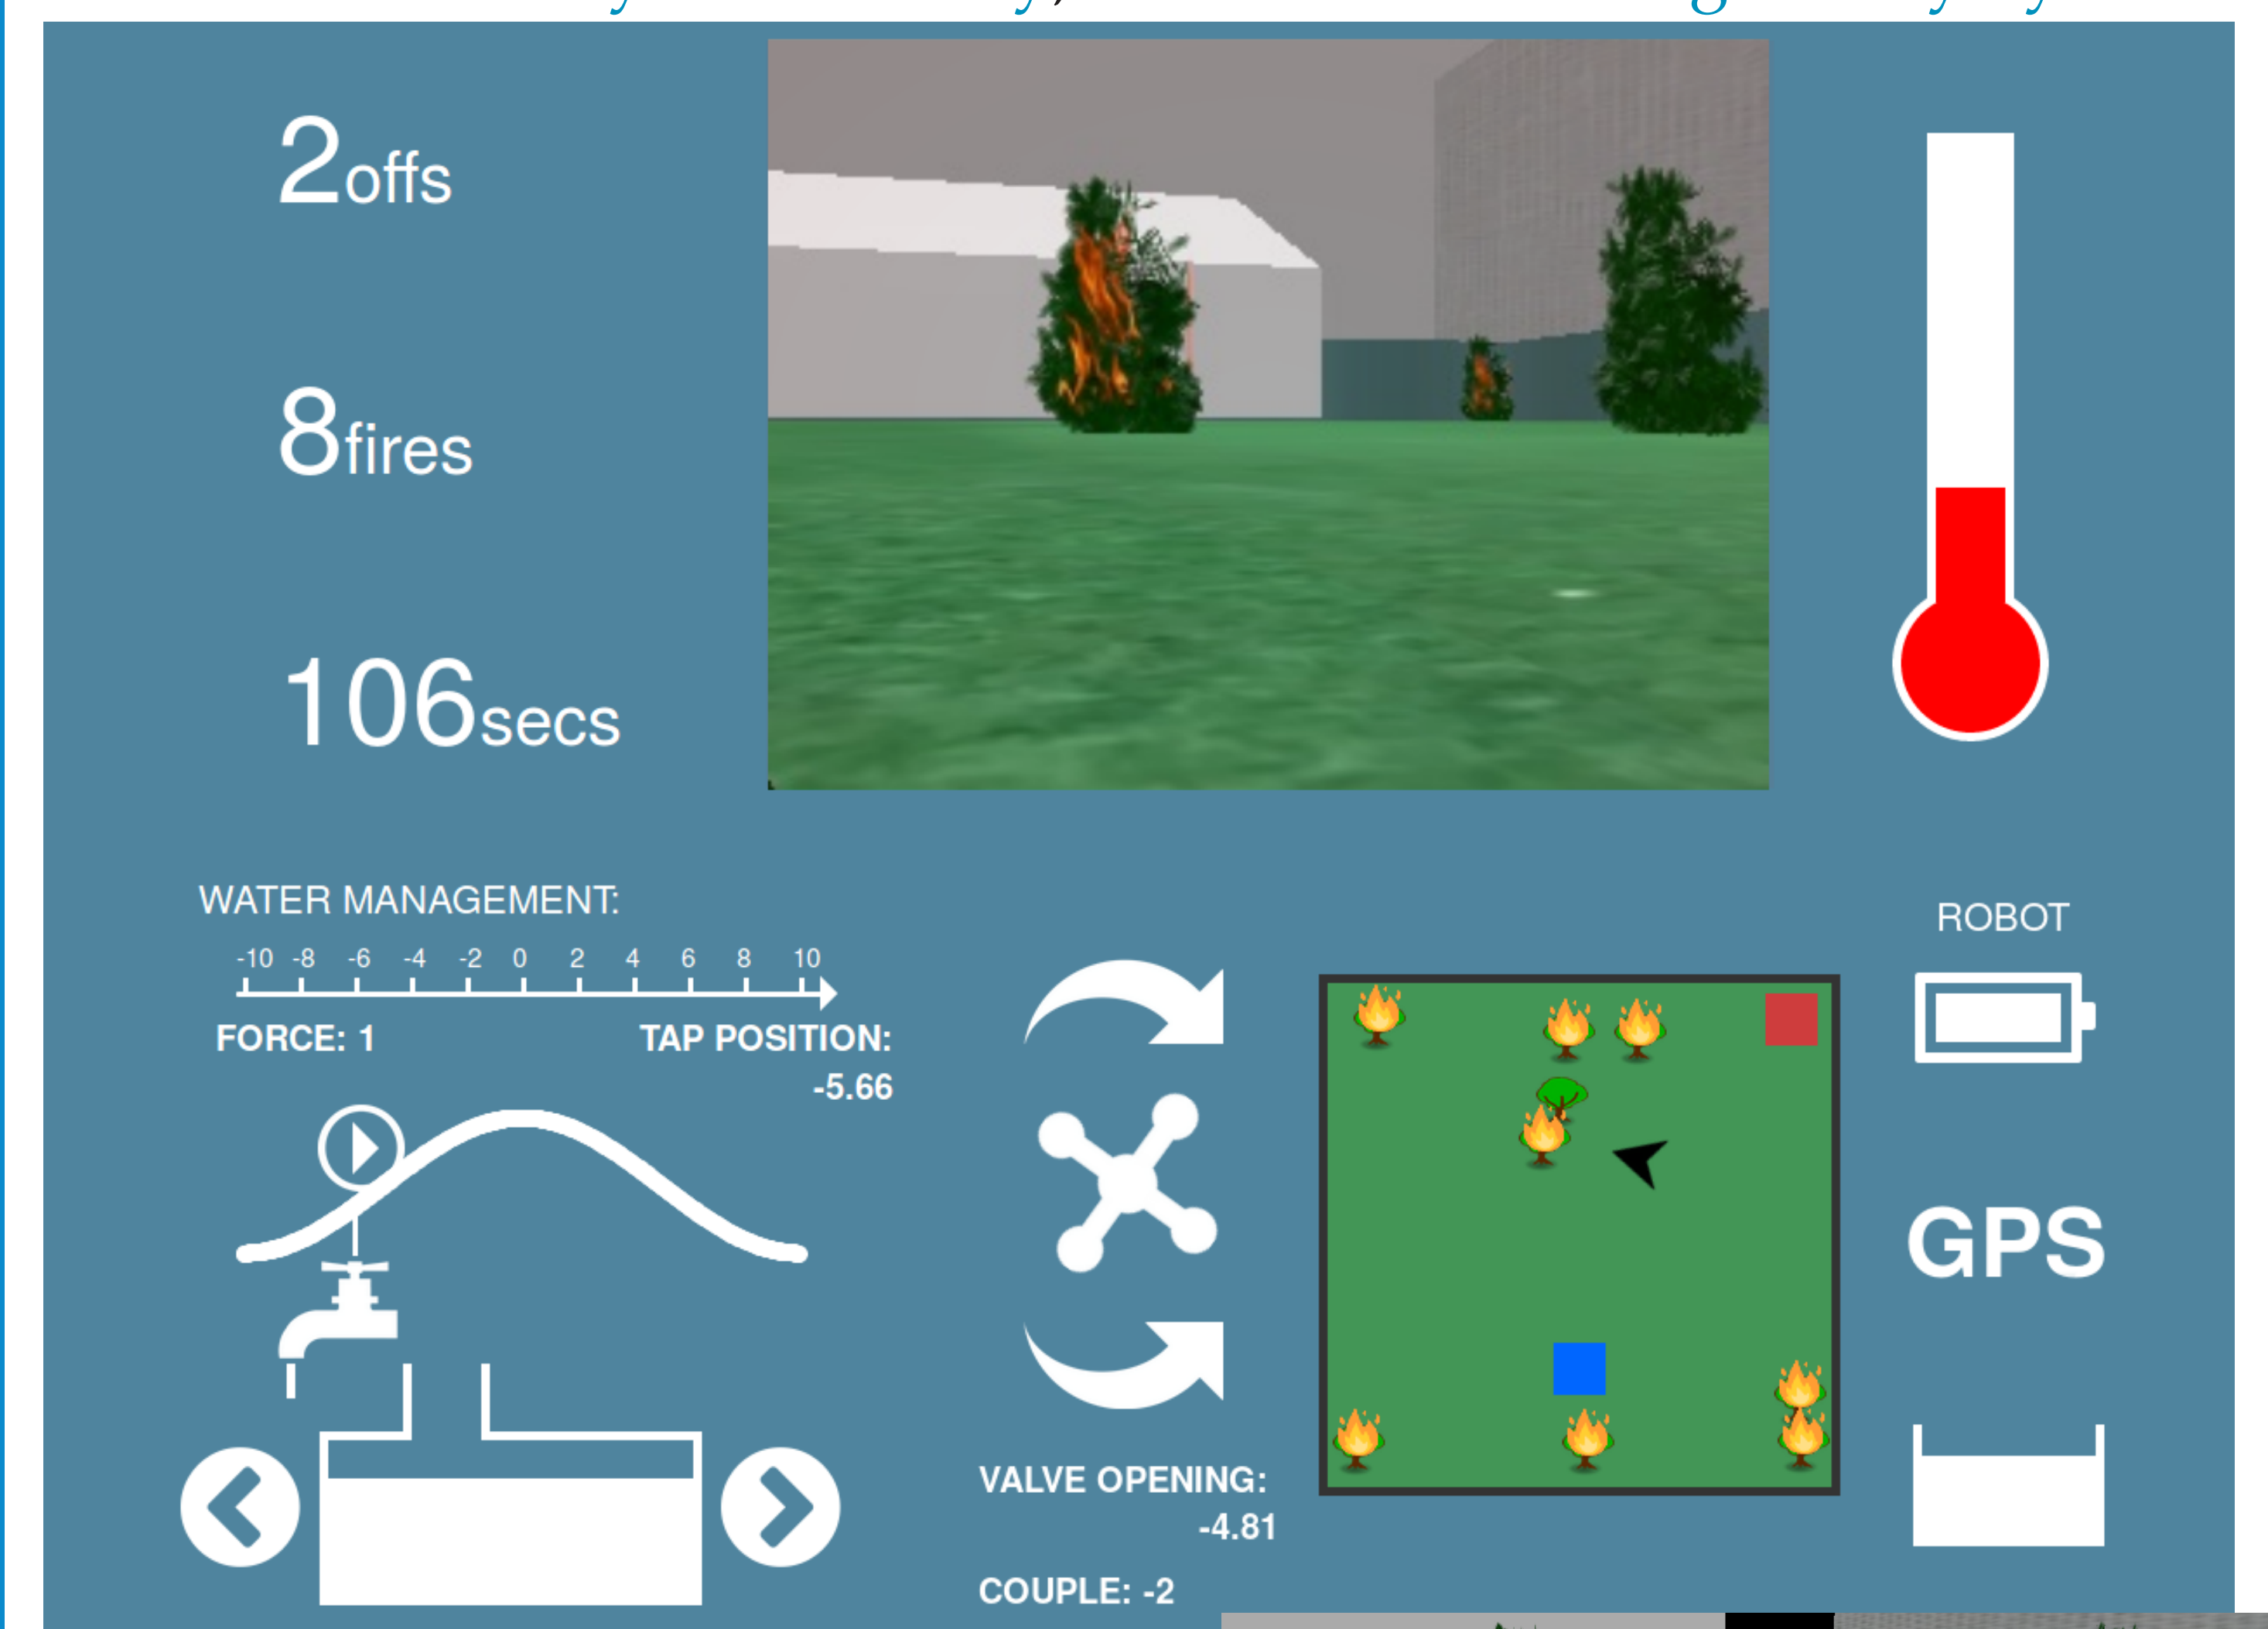 2offs
8fires
106secs
WATER MANAGEMENT:
-10 -8 -6 -4 -2 0 2 4 6 8 10
FORCE: 1
TAP POSITION:
-5.66
VALVE OPENING:
-4.81
COUPLE: -2
ROBOT
GPS